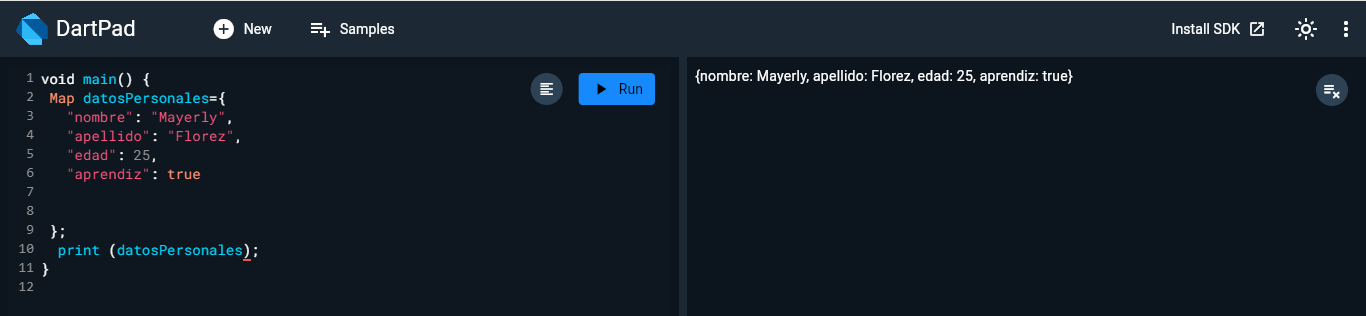 DartPad
New
Samples
Install SDK
1 void main() {
2 Map datosPersonales={
3 "nombre": "Mayerly",
4 "apellido": "Florez",
5 "edad": 25,
6 "aprendiz": true
7
8
9 };
10 print (datosPersonales);
11 }
12
Run
{nombre: Mayerly, apellido: Florez, edad: 25, aprendiz: true}